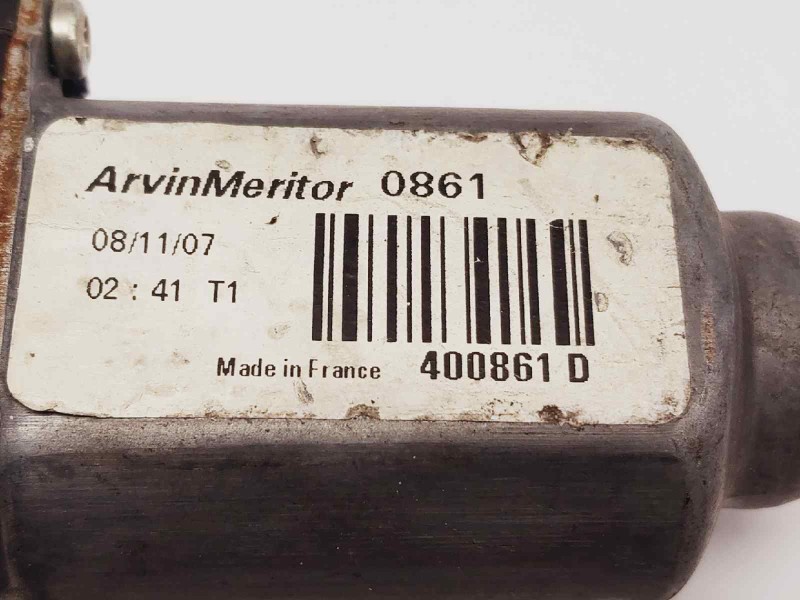 ArvinMeritor 0861
08/11/07
02 : 41 T1
Made in France 400861 D